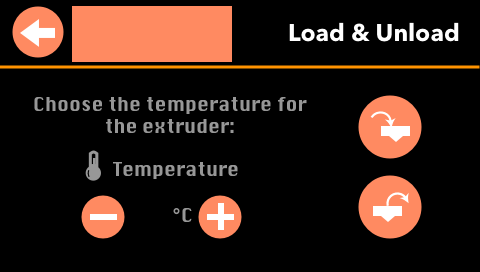 Load & Unload
Choose the temperature for
the extruder:
Temperature
°C